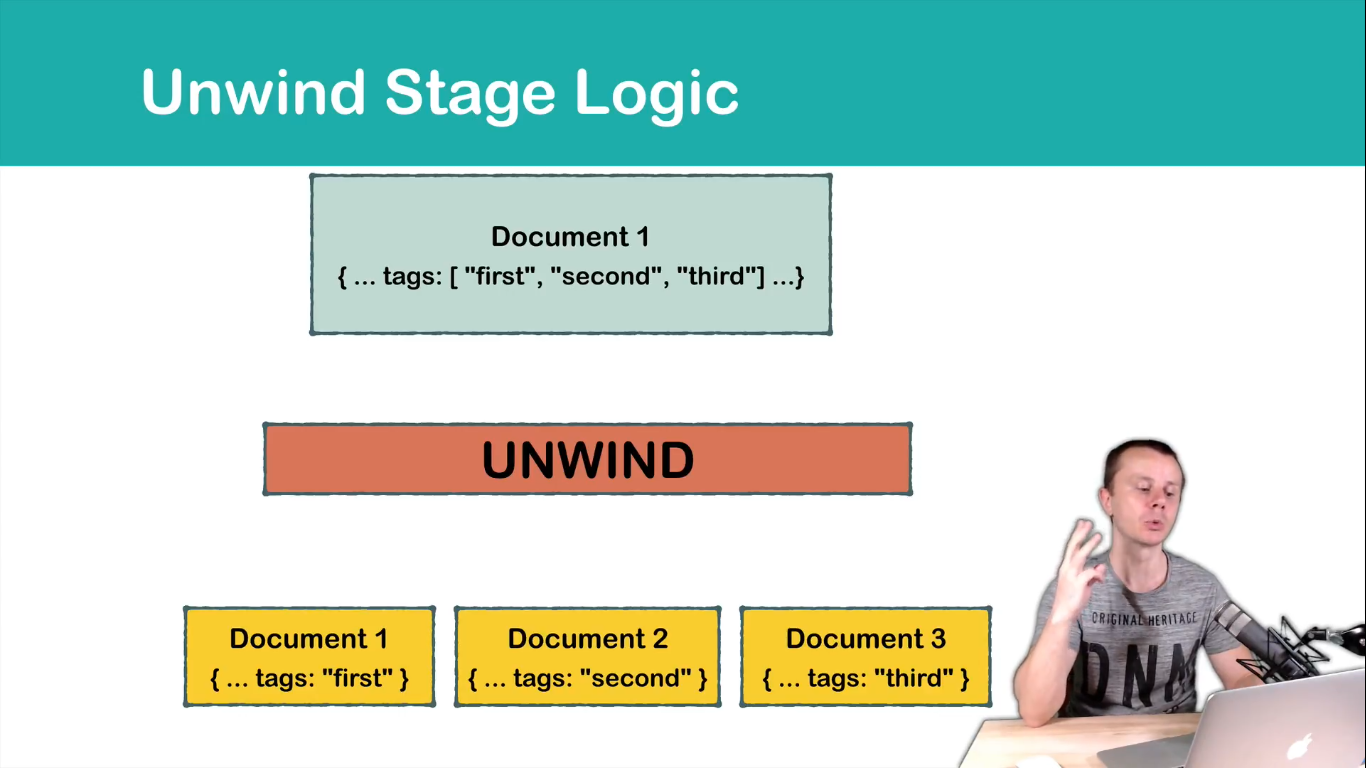 Unwind Stage Logic
Document 1
{ ... tags: [ "first", "second", "third"] ...}
UNWIND
Document 1
{ ... tags: "first" }
Document 2
{ ... tags: "second" }
Document 3
{ ... tags: "third" }
ORIGINAL HERITAGE
DNM